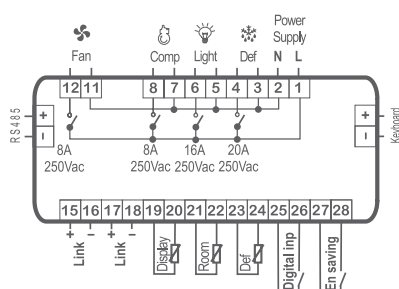 Power
Supply
Fan Comp Light Def N L
12 11 8 7 6 5 4 3 2 1
RS485
+
-
+
-
Keyboard
8A 8A 16A 20A
250Vac 250Vac 250Vac 250Vac
15 16 17 18 19 20 21 22 23 24 25 26 27 28
+ - + -
Link
Link
Display
Room
Def
Digital inp
En saving